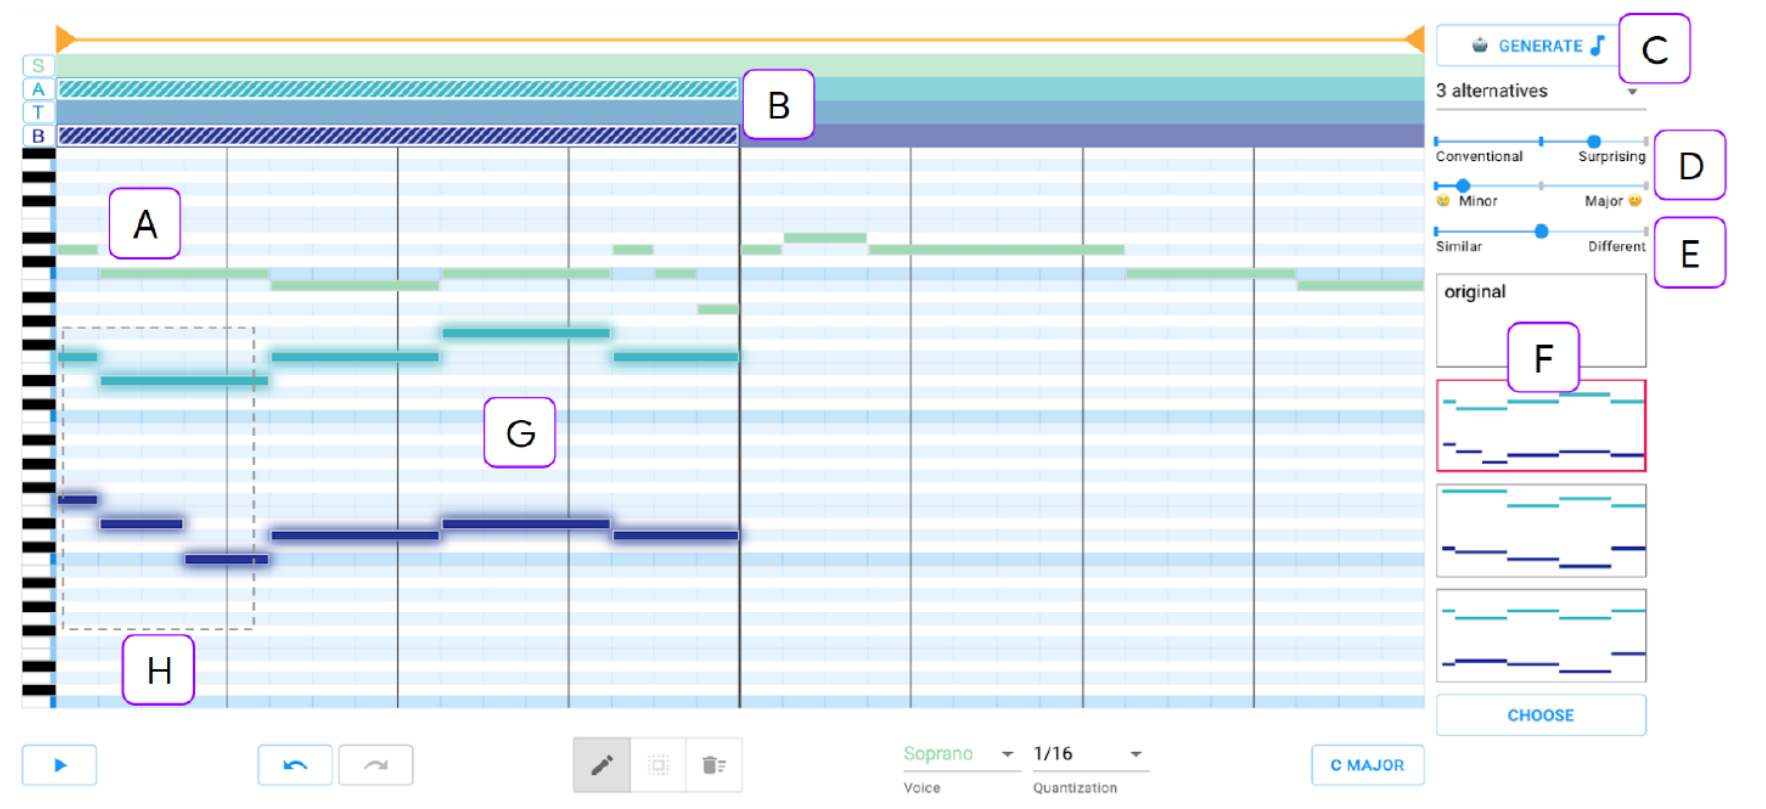 S
A
T
B
A
B
C
D
E
F
G
H
GENERATE
3 alternatives
Conventional Surprising
Minor Major
Similar Different
original
CHOOSE
Soprano 1/16
Voice Quantization
C MAJOR